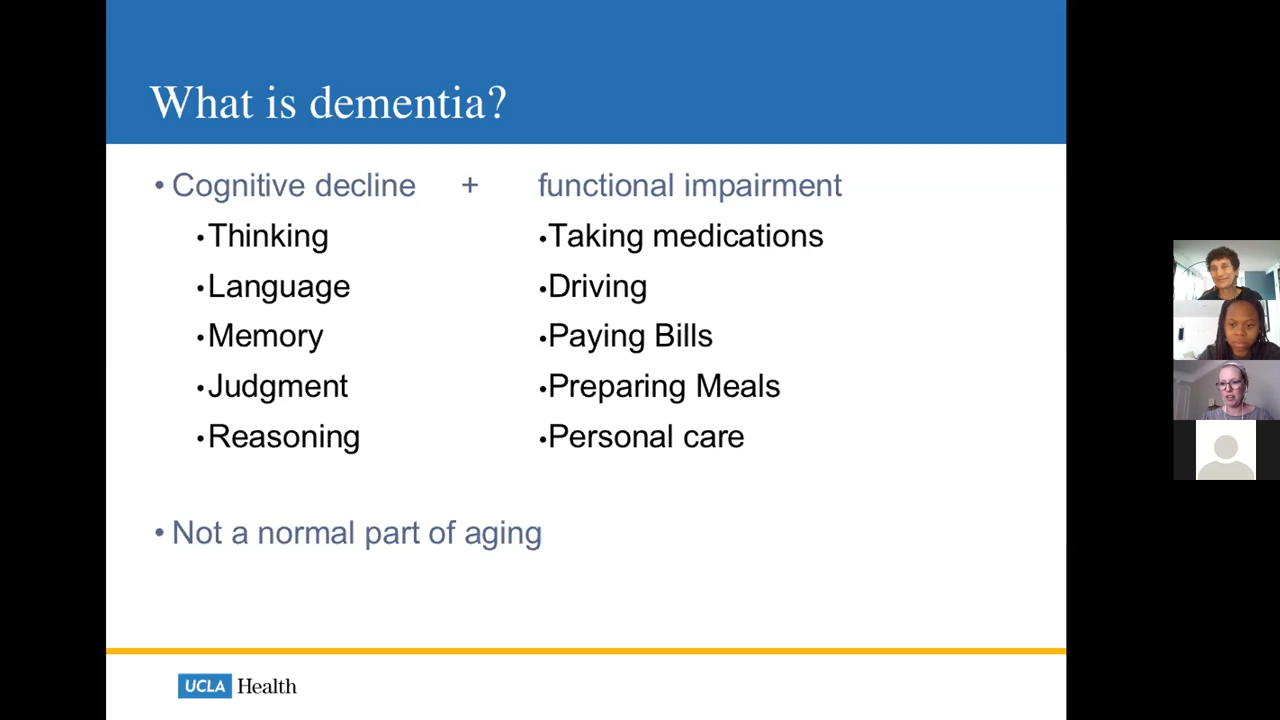 What is dementia?
• Cognitive decline + functional impairment
•Thinking •Taking medications
•Language •Driving
•Memory •Paying Bills
•Judgment •Preparing Meals
•Reasoning •Personal care
• Not a normal part of aging
UCLA Health